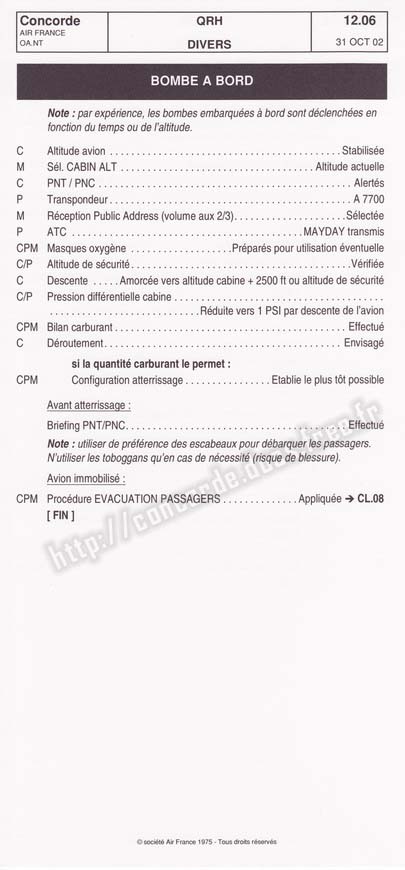 Concorde QRH 12.06
AIR FRANCE
OA.NT DIVERS 31 OCT 02
BOMBE A BORD
Note : par expérience, les bombes embarquées à bord sont déclenchées en
fonction du temps ou de l'altitude.
C Altitude avion . . . . . . . . . . . . . . . . . . . . . . . . . . . . . . . . . . . . . . . . . . Stabilisée
M Sél. CABIN ALT . . . . . . . . . . . . . . . . . . . . . . . . . . . . . . . . . . . Altitude actuelle
C PNT / PNC . . . . . . . . . . . . . . . . . . . . . . . . . . . . . . . . . . . . . . . . . . . . . Alertés
P Transpondeur . . . . . . . . . . . . . . . . . . . . . . . . . . . . . . . . . . . . . . . . . . . . A 7700
M Réception Public Address (volume aux 2/3) . . . . . . . . . . . . . . . . . . . Sélectée
P ATC . . . . . . . . . . . . . . . . . . . . . . . . . . . . . . . . . . . . . . . . . MAYDAY transmis
CPM Masques oxygène . . . . . . . . . . . . . . . . . Préparés pour utilisation éventuelle
C/P Altitude de sécurité . . . . . . . . . . . . . . . . . . . . . . . . . . . . . . . . . . . . . . Vérifiée
C Descente . . . . . Amorcée vers altitude cabine + 2500 ft ou altitude de sécurité
C/P Pression différentielle cabine . . . . . . . . . . . . . . . . . . . . . . . . . . . . . . . . . . .
. . . . . . . . . . . . . . . . . . . . . . . . . . Réduite vers 1 PSI par descente de l'avion
CPM Bilan carburant . . . . . . . . . . . . . . . . . . . . . . . . . . . . . . . . . . . . . . . Effectué
C Déroutement . . . . . . . . . . . . . . . . . . . . . . . . . . . . . . . . . . . . . . . . . Envisagé
si la quantité carburant le permet :
CPM Configuration atterrissage . . . . . . . . . . . . . . . Etablie le plus tôt possible
Avant atterrissage :
Briefing PNT/PNC . . . . . . . . . . . . . . . . . . . . . . . . . . . . . . . . . . . . . . Effectué
Note : utiliser de préférence des escabeaux pour débarquer les passagers.
N'utiliser les toboggans qu'en cas de nécessité (risque de blessure).
Avion immobilisé :
CPM Procédure EVACUATION PASSAGERS . . . . . . . . . . . . . Appliquée ➔ CL.08
[ FIN ]
© société Air France 1975 - Tous droits réservés